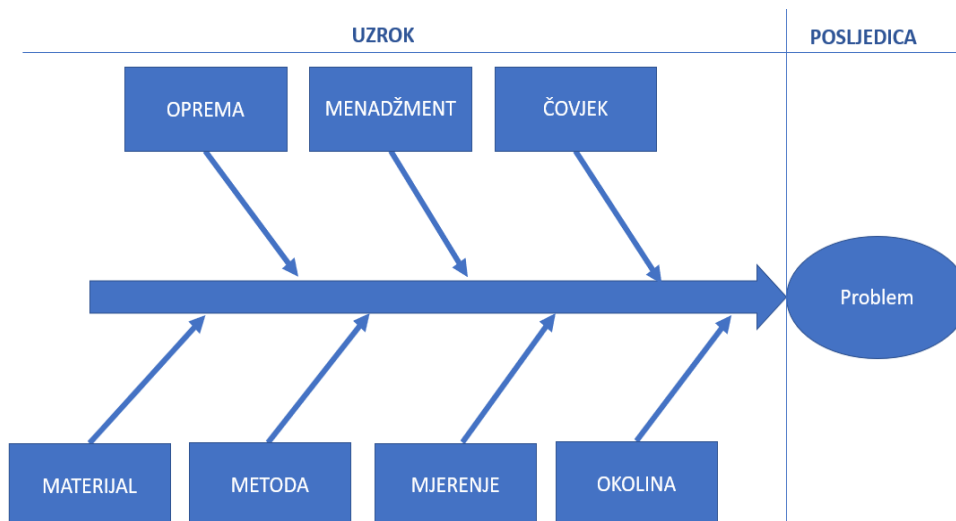 UZROK
POSLJEDICA
OPREMA
MENADŽMENT
ČOVJEK
Problem
MATERIJAL
METODA
MJERENJE
OKOLINA